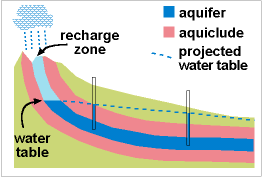 recharge
zone
aquifer
aquiclude
projected
water table
water
table